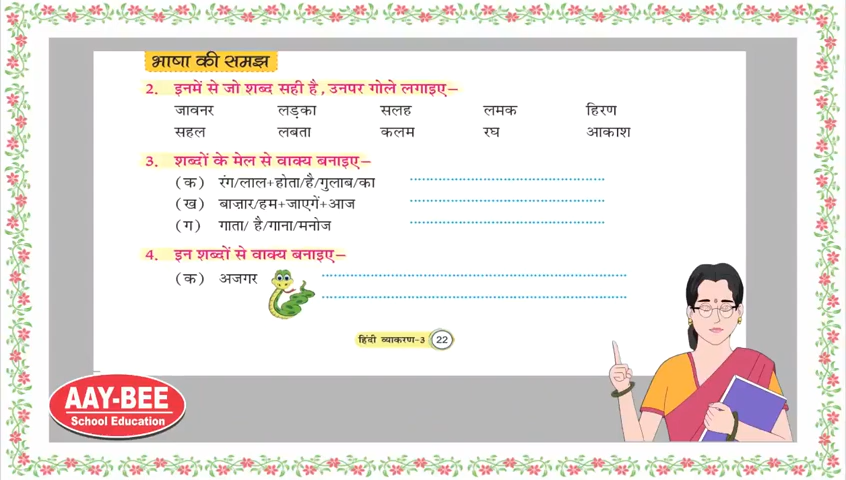 भाषा की समझ
2. इनमें से जो शब्द सही है, उनपर गोले लगाइए–
जावनर लड़का सलह लमक हिरण
सहल लबता कलम रघ आकाश
3. शब्दों के मेल से वाक्य बनाइए–
(क) रंग/लाल+होता/है/गुलाब/का
(ख) बाज़ार/हम+जाएगें+आज
(ग) गाता/ है/गाना/मनोज
4. इन शब्दों से वाक्य बनाइए–
(क) अजगर
हिंदी व्याकरण-3 22
AAY-BEE
School Education